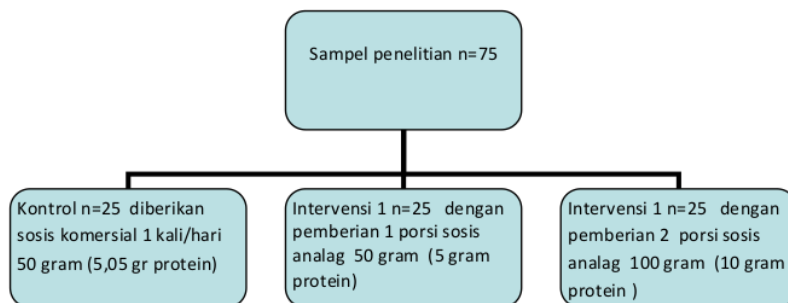 Sampel penelitian n=75
Kontrol n=25 diberikan
sosis komersial 1 kali/hari
50 gram (5,05 gr protein)
Intervensi 1 n=25 dengan
pemberian 1 porsi sosis
analag 50 gram (5 gram
protein)
Intervensi 1 n=25 dengan
pemberian 2 porsi sosis
analag 100 gram (10 gram
protein )